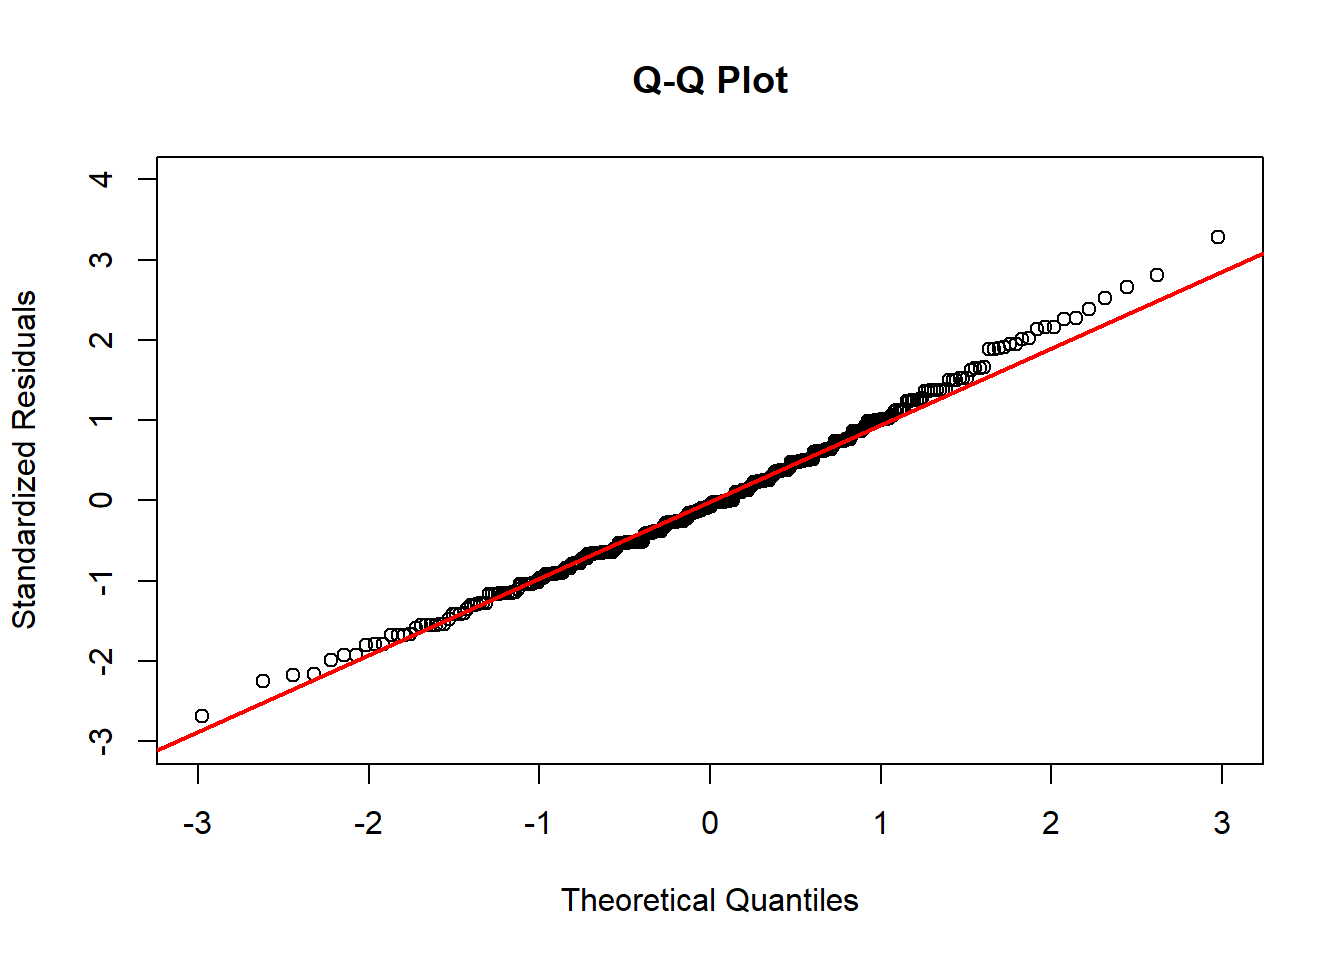 Q-Q Plot
Standardized Residuals
4
3
2
1
0
-1
-2
-3
-3 -2 -1 0 1 2 3
Theoretical Quantiles